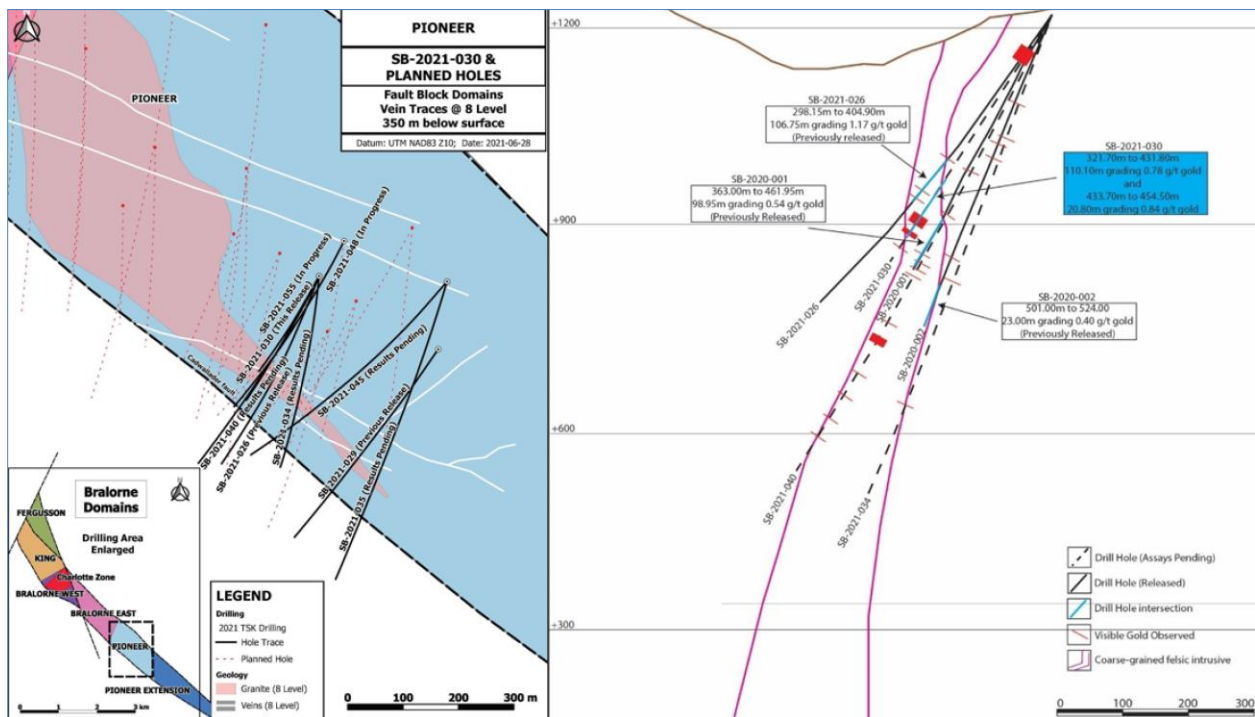 PIONEER
SB-2021-030 &
PLANNED HOLES
Fault Block Domains
Vein Traces @ 8 Level
350 m below surface
Datum: UTM NAD83 Z10; Date: 2021-06-28
PIONEER
SB-2021-055 (In Progress)
SB-2021-048 (In Progress)
SB-2021-030 (This Release)
Cadwallader fault
SB-2021-040 (Results Pending)
SB-2021-026 (Previous Release)
SB-2021-034 (Results Pending)
SB-2021-045 (Results Pending)
SB-2021-029 (Previous Release)
SB-2021-035 (Results Pending)
Bralorne
Domains
Drilling Area
Enlarged
FERGUSSON
KING
Charlotte Zone
BRALORNE WEST
BRALORNE EAST
PIONEER
PIONEER EXTENSION
0 1 2 3 km
LEGEND
Drilling
2021 TSK Drilling
Hole Trace
Planned Hole
Geology
Granite (8 Level)
Veins (8 Level)
0 100 200 300 m
+1200
+900
+600
+300
SB-2021-026
298.15m to 404.90m
106.75m grading 1.17 g/t gold
(Previously released)
SB-2021-030
321.70m to 431.80m
110.10m grading 0.78 g/t gold
and
433.70m to 454.50m
20.80m grading 0.84 g/t gold
SB-2020-001
363.00m to 461.95m
98.95m grading 0.54 g/t gold
(Previously Released)
SB-2020-002
501.00m to 524.00
23.00m grading 0.40 g/t gold
(Previously Released)
SB-2021-026
SB-2021-030
SB-2020-001
SB-2020-002
SB-2021-040
SB-2021-034
Drill Hole (Assays Pending)
Drill Hole (Released)
Drill Hole intersection
Visible Gold Observed
Coarse-grained felsic intrusive
0 100 200 300